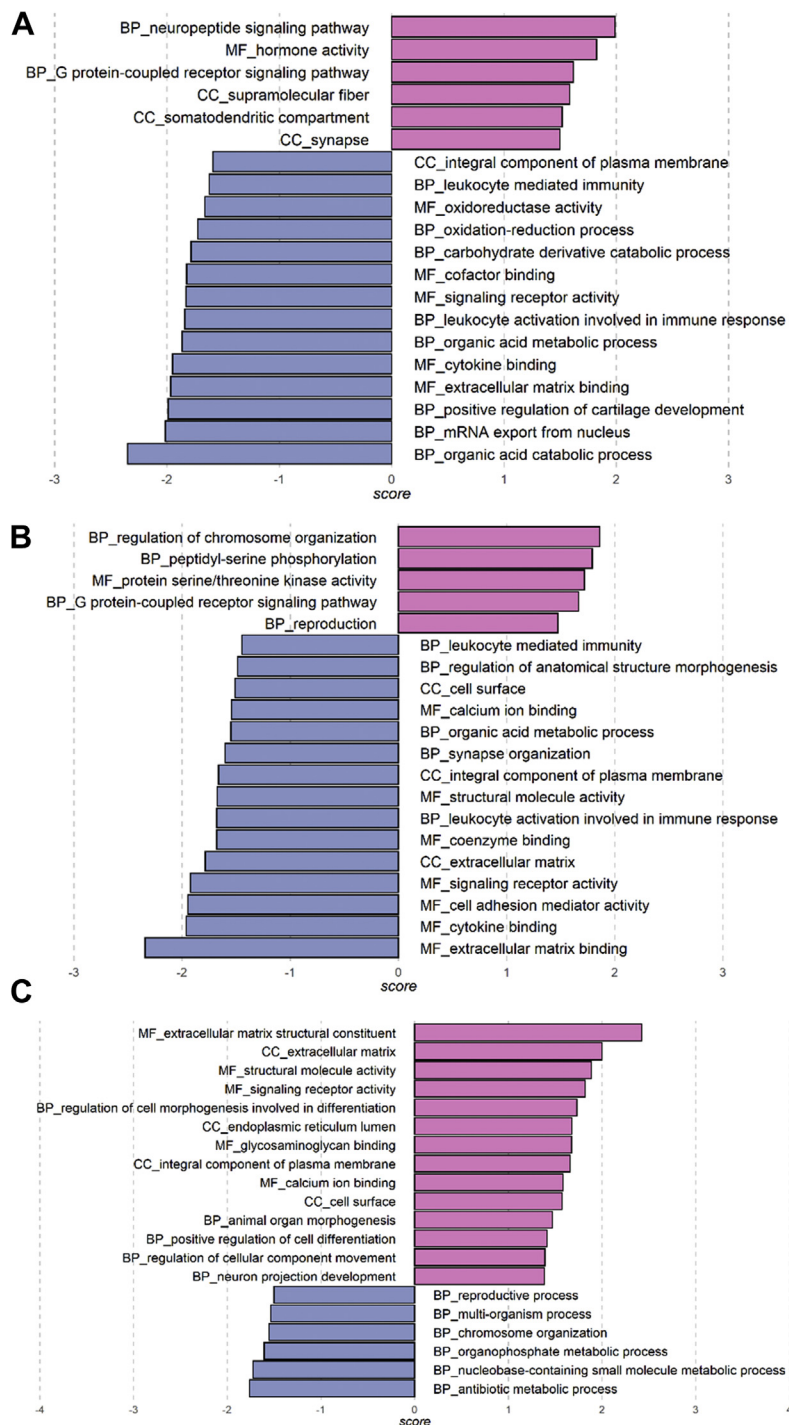 A
BP_neuropeptide signaling pathway
MF_hormone activity
BP_G protein-coupled receptor signaling pathway
CC_supramolecular fiber
CC_somatodendritic compartment
CC_synapse
CC_integral component of plasma membrane
BP_leukocyte mediated immunity
MF_oxidoreductase activity
BP_oxidation-reduction process
BP_carbohydrate derivative catabolic process
MF_cofactor binding
MF_signaling receptor activity
BP_leukocyte activation involved in immune response
BP_organic acid metabolic process
MF_cytokine binding
MF_extracellular matrix binding
BP_positive regulation of cartilage development
BP_mRNA export from nucleus
BP_organic acid catabolic process
-3 -2 -1 0 1 2 3
score
B
BP_regulation of chromosome organization
BP_peptidyl-serine phosphorylation
MF_protein serine/threonine kinase activity
BP_G protein-coupled receptor signaling pathway
BP_reproduction
BP_leukocyte mediated immunity
BP_regulation of anatomical structure morphogenesis
CC_cell surface
MF_calcium ion binding
BP_organic acid metabolic process
BP_synapse organization
CC_integral component of plasma membrane
MF_structural molecule activity
BP_leukocyte activation involved in immune response
MF_coenzyme binding
CC_extracellular matrix
MF_signaling receptor activity
MF_cell adhesion mediator activity
MF_cytokine binding
MF_extracellular matrix binding
-3 -2 -1 0 1 2 3
score
C
MF_extracellular matrix structural constituent
CC_extracellular matrix
MF_structural molecule activity
MF_signaling receptor activity
BP_regulation of cell morphogenesis involved in differentiation
CC_endoplasmic reticulum lumen
MF_glycosaminoglycan binding
CC_integral component of plasma membrane
MF_calcium ion binding
CC_cell surface
BP_animal organ morphogenesis
BP_positive regulation of cell differentiation
BP_regulation of cellular component movement
BP_neuron projection development
BP_reproductive process
BP_multi-organism process
BP_chromosome organization
BP_organophosphate metabolic process
BP_nucleobase-containing small molecule metabolic process
BP_antibiotic metabolic process
-4 -3 -2 -1 0 1 2 3 4
score